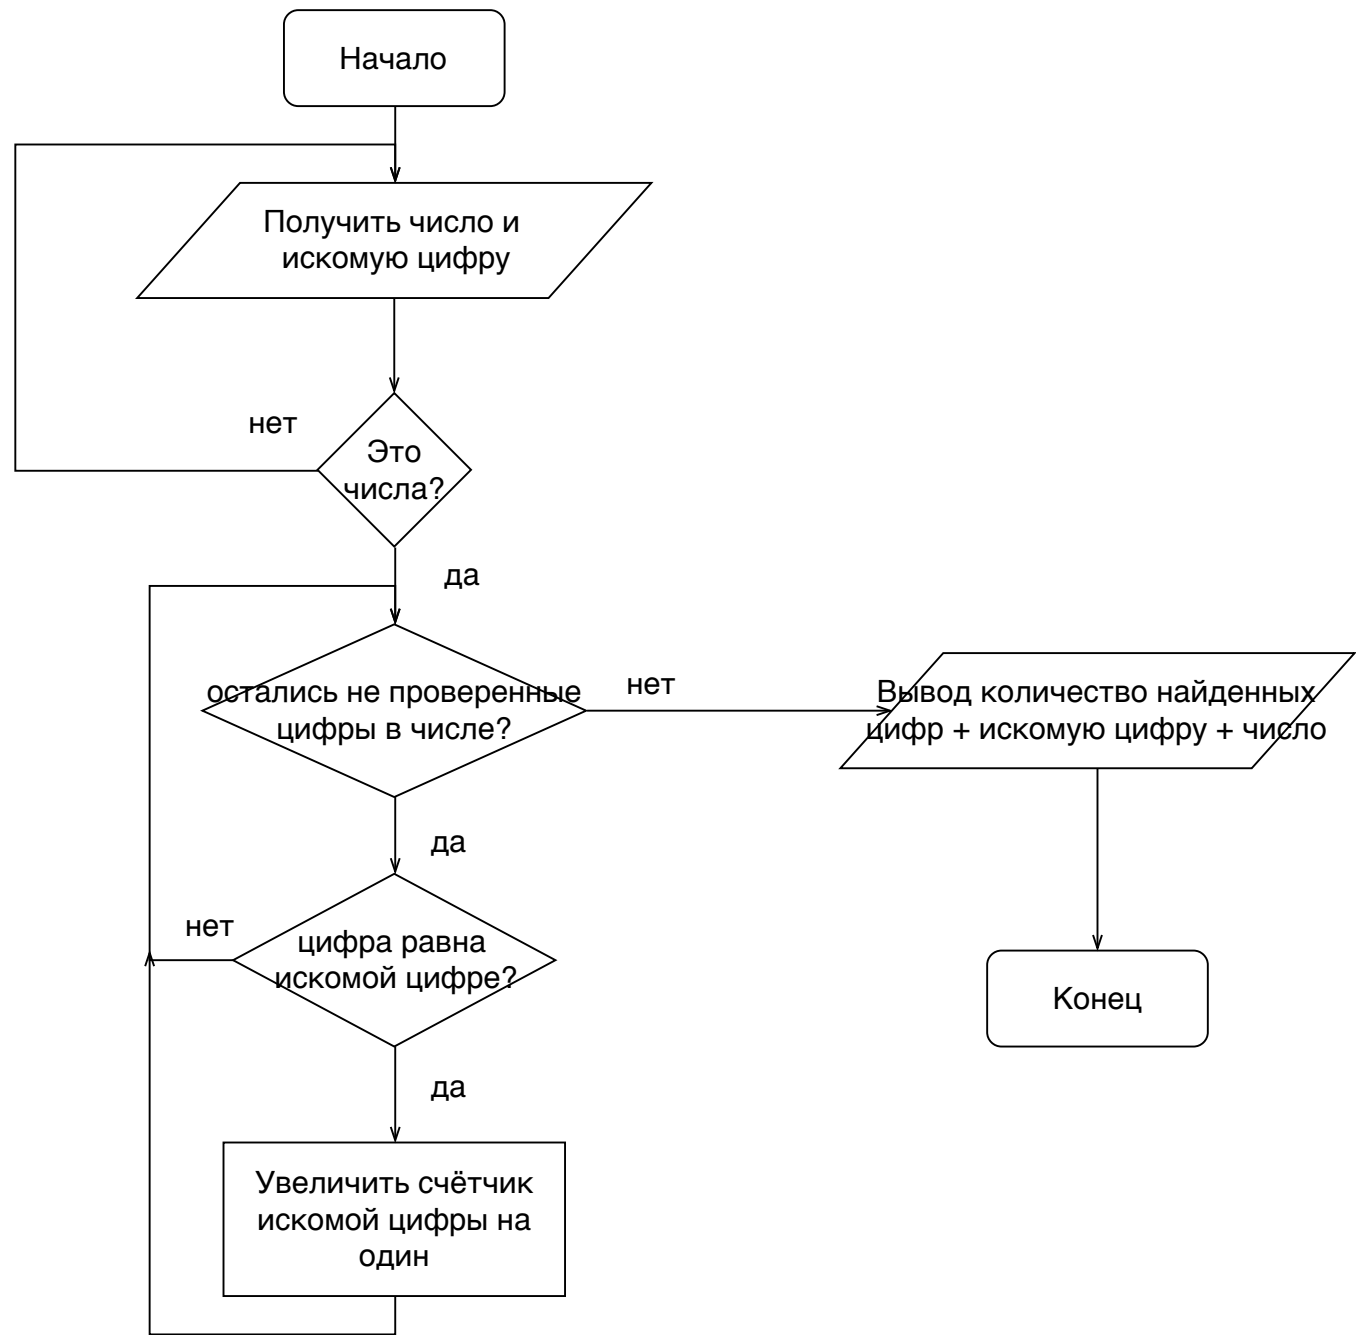 Начало
Получить число и
искомую цифру
нет
Это
числа?
да
остались не проверенные
цифры в числе?
нет
Вывод количество найденных
цифр + искомую цифру + число
да
нет
цифра равна
искомой цифре?
Конец
да
Увеличить счётчик
искомой цифры на
один